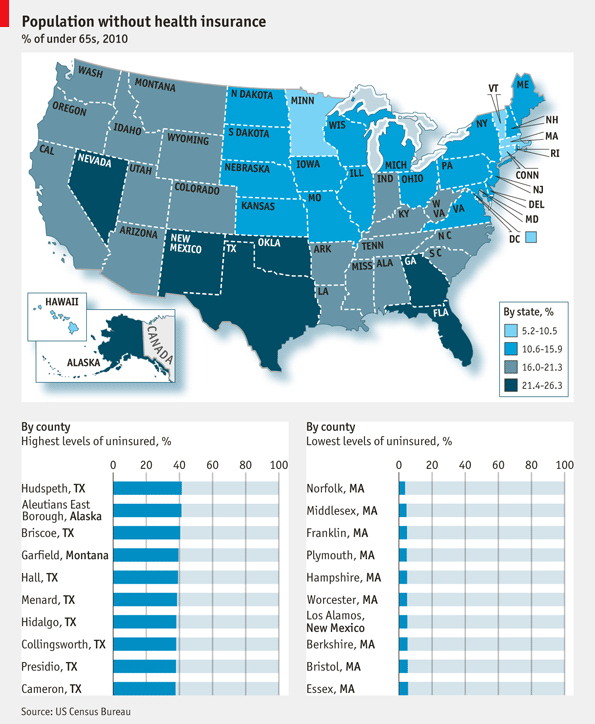 Population without health insurance
% of under 65s, 2010
WASH
MONTANA
N DAKOTA
MINN
VT
ME
OREGON
IDAHO
S DAKOTA
WIS
NY
NH
MA
RI
WYOMING
MICH
CAL
NEVADA
UTAH
NEBRASKA
IOWA
ILL
IND
OHIO
PA
CONN
NJ
DEL
MD
COLORADO
KANSAS
MO
KY
W
VA
VA
DC
ARIZONA
NEW
MEXICO
TX
OKLA
ARK
TENN
N C
S C
MISS
ALA
GA
LA
FLA
HAWAII
ALASKA
CANADA
By state, %
5.2-10.5
10.6-15.9
16.0-21.3
21.4-26.3
By county
Highest levels of uninsured, %
0 20 40 60 80 100
Hudspeth, TX
Aleutians East
Borough, Alaska
Briscoe, TX
Garfield, Montana
Hall, TX
Menard, TX
Hidalgo, TX
Collingsworth, TX
Presidio, TX
Cameron, TX
By county
Lowest levels of uninsured, %
0 20 40 60 80 100
Norfolk, MA
Middlesex, MA
Franklin, MA
Plymouth, MA
Hampshire, MA
Worcester, MA
Los Alamos,
New Mexico
Berkshire, MA
Bristol, MA
Essex, MA
Source: US Census Bureau